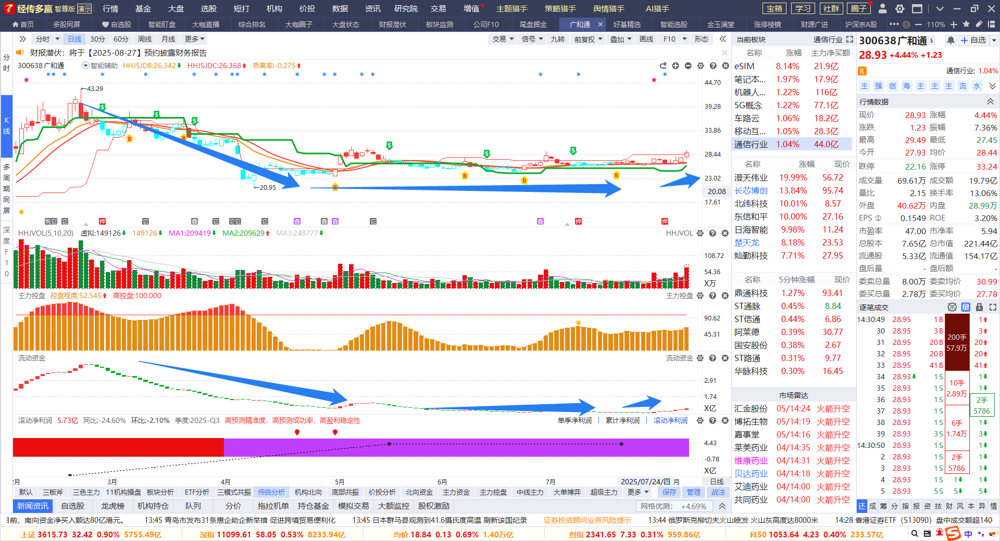 经传多赢 智尊版 演示 行情 基金 大盘 选股 短打 机构 价投 数据 资讯 研究院 交易 增值 主题猎手 策略猎手 舆情猎手 AI猎手 宝箱 学习 社群 圈子
首页 多股同屏 自选股 智能盯盘 大咖直播 综合排名 大咖圈子 大盘状态 财报潜伏 板块监测 公司F10 尾盘掘金 广和通 好基精选 智能选股 金玉满堂 涨停棱镜 财源广进 沪深京A股 110%
分时 日线 30分 60分 周线 月线 更多 交易 信号 九转 前复权 叠加 画线 F10 形态
财报潜伏：将于【2025-08-27】预约披露财务报告
300638 广和通 智能辅助 HHJSJDB:26.342 HHJSJDC:26.368 乖离率:-0.275
分时
K线
多周期同屏
深度F10
43.29
20.95
44.70
39.28
33.86
28.44
23.02
20.08
17.61
HHJVOL(5,10,20) 虚拟:149126 149126 MA1:209419 MA2:209629 MA3:248777 HHJVOL
108.72
54.36
X万
主力控盘 控盘程度:52.545 高控盘:100.000 主力控盘
90.62
45.31
流动资金 流动资金
2.91
1.74
X亿
滚动净利润 5.73亿 同比:-24.60% 环比:-2.10% 季度:2025-Q3 高预测精准度，高预测成功率，高盈利稳定性 单季净利润 累计净利润 滚动净利润
4.43
-0.78
X亿
3月 4月 5月 6月 7月 2025/07/24/四 月 日线
默认 三板斧 三色主力 11机构操盘 板块分析 ETF分析 三模式共振 传统分析 机构北向 底部共振 价投分析 北向资金 主力资金 主力控盘 中线主力 大单博弈 超级主力 更多 保存 管理 战法
新闻资讯 自选股 龙虎榜 机构持仓 队列 分价 拖拉机单 持仓基金 模拟交易 大额监控 股权激励 网格优测： +4.69%
当前板块 通信行业
名称 涨幅 主力净买额
eSIM 8.14% 21.9亿
笔记本... 1.97% 17.9亿
机器人... 1.22% 116亿
5G概念 1.22% 77.1亿
车路云 1.06% 18.2亿
移动互... 1.05% 28.3亿
通信行业 1.04% 44.0亿
名称 涨幅 现价
澄天伟业 19.99% 56.72
长芯博创 13.84% 95.74
北纬科技 10.01% 8.57
东信和平 10.00% 27.16
日海智能 9.98% 11.24
楚天龙 8.18% 23.53
灿勤科技 7.71% 27.95
名称 5分钟涨幅 现价
鼎通科技 1.27% 93.41
ST通脉 0.45% 8.84
ST信通 0.44% 6.86
阿莱德 0.39% 30.77
国安股份 0.38% 2.67
ST路通 0.31% 9.77
华脉科技 0.30% 16.45
市场雷达
汇金股份 05/14:24 火箭升空
博拓生物 05/14:19 火箭升空
嘉事堂 05/14:16 火箭升空
莱美药业 04/14:35 火箭升空
维康药业 04/14:31 火箭升空
贝达药业 04/14:18 火箭升空
艾迪药业 04/14:00 火箭升空
共同药业 04/14:00 火箭升空
300638 广和通 自选
28.93 +4.44% +1.23
R 通信行业: 1.04%
主 强 创 海 主 主 主 流 水
行情数据
现价 28.93 涨幅 4.44%
涨跌 1.23 振幅 7.36%
最高 29.49 最低 27.45
今开 27.93 均价 28.44
跌停 22.16 涨停 33.24
成交量 69.61万 成交额 19.79亿
量比 2.15 换手率 13.06%
外盘 40.62万 内盘 28.99万
EPS ① 0.1549 ROE 3.20%
市盈率 47.00 市净率 5.94
总股本 7.65亿 总市值 221.44亿
流通股 5.33亿 流通值 154.17亿
盘后量 - 盘后额 -
委卖总量 8.00万 委卖均价 30.99
委买总量 2.78万 委买均价 27.78
逐笔成交 量
14:30:49 28.95 1 B 1
30 28.95 3 B 3
31 28.95 20 B 20
32 28.95 20 B 20
33 28.95 41 B 41
34 28.93 1 S 1
35 28.93 1 S 1
36 28.93 1 S
37 28.93 1 S
38 28.93 1 S 1
39 28.93 3 S 3
14:30:50 28.93 1 S 1
2 28.93 1 S 1
3 28.93 1 S 1
4 28.93 1 S 1 1
5 28.93 5 S 5 5
200手
57.9万
10手
2.89万
2手
5786
6手
1.74万
2手
5786
还 成 筹 分 指 报 资 技 财 风 本 异 情
目前，南向资金净买入额达80亿港元。 13:45 青岛市发布31条惠企助企新举措 促进跨境贸易便利化 13:45 日本群马县观测到41.6摄氏度高温 刷新该国纪录 证券投资顾问业务风险提示 13:44 俄罗斯克柳切夫火山喷发 火山灰高度达8000米 14:28 香港证券ETF（513090）盘中成交额超140
上证 3615.73 32.42 0.90% 5755.49亿 深指 11099.61 58.05 0.53% 8233.94亿 均价 18.84 0.13 0.69% 1.40万亿 创指 2341.65 7.33 0.31% 959.86亿 科50 1053.64 4.23 0.40% 233.57亿 中